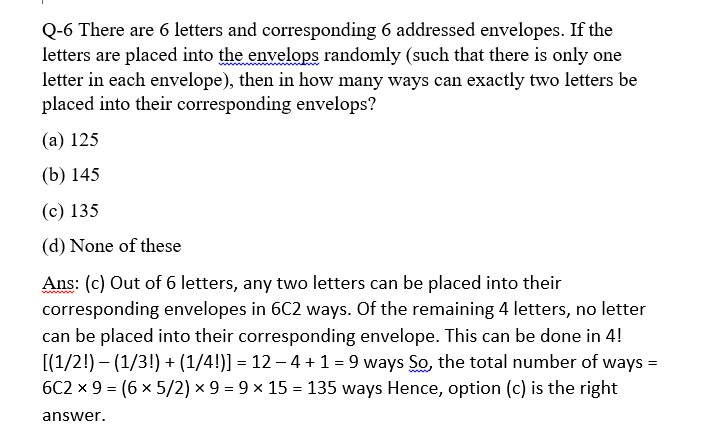 Q-6 There are 6 letters and corresponding 6 addressed envelopes. If the
letters are placed into the envelops randomly (such that there is only one
letter in each envelope), then in how many ways can exactly two letters be
placed into their corresponding envelops?
(a) 125
(b) 145
(c) 135
(d) None of these
Ans: (c) Out of 6 letters, any two letters can be placed into their
corresponding envelopes in 6C2 ways. Of the remaining 4 letters, no letter
can be placed into their corresponding envelope. This can be done in 4!
[(1/2!) – (1/3!) + (1/4!)] = 12 – 4 + 1 = 9 ways So, the total number of ways =
6C2 × 9 = (6 × 5/2) × 9 = 9 × 15 = 135 ways Hence, option (c) is the right
answer.